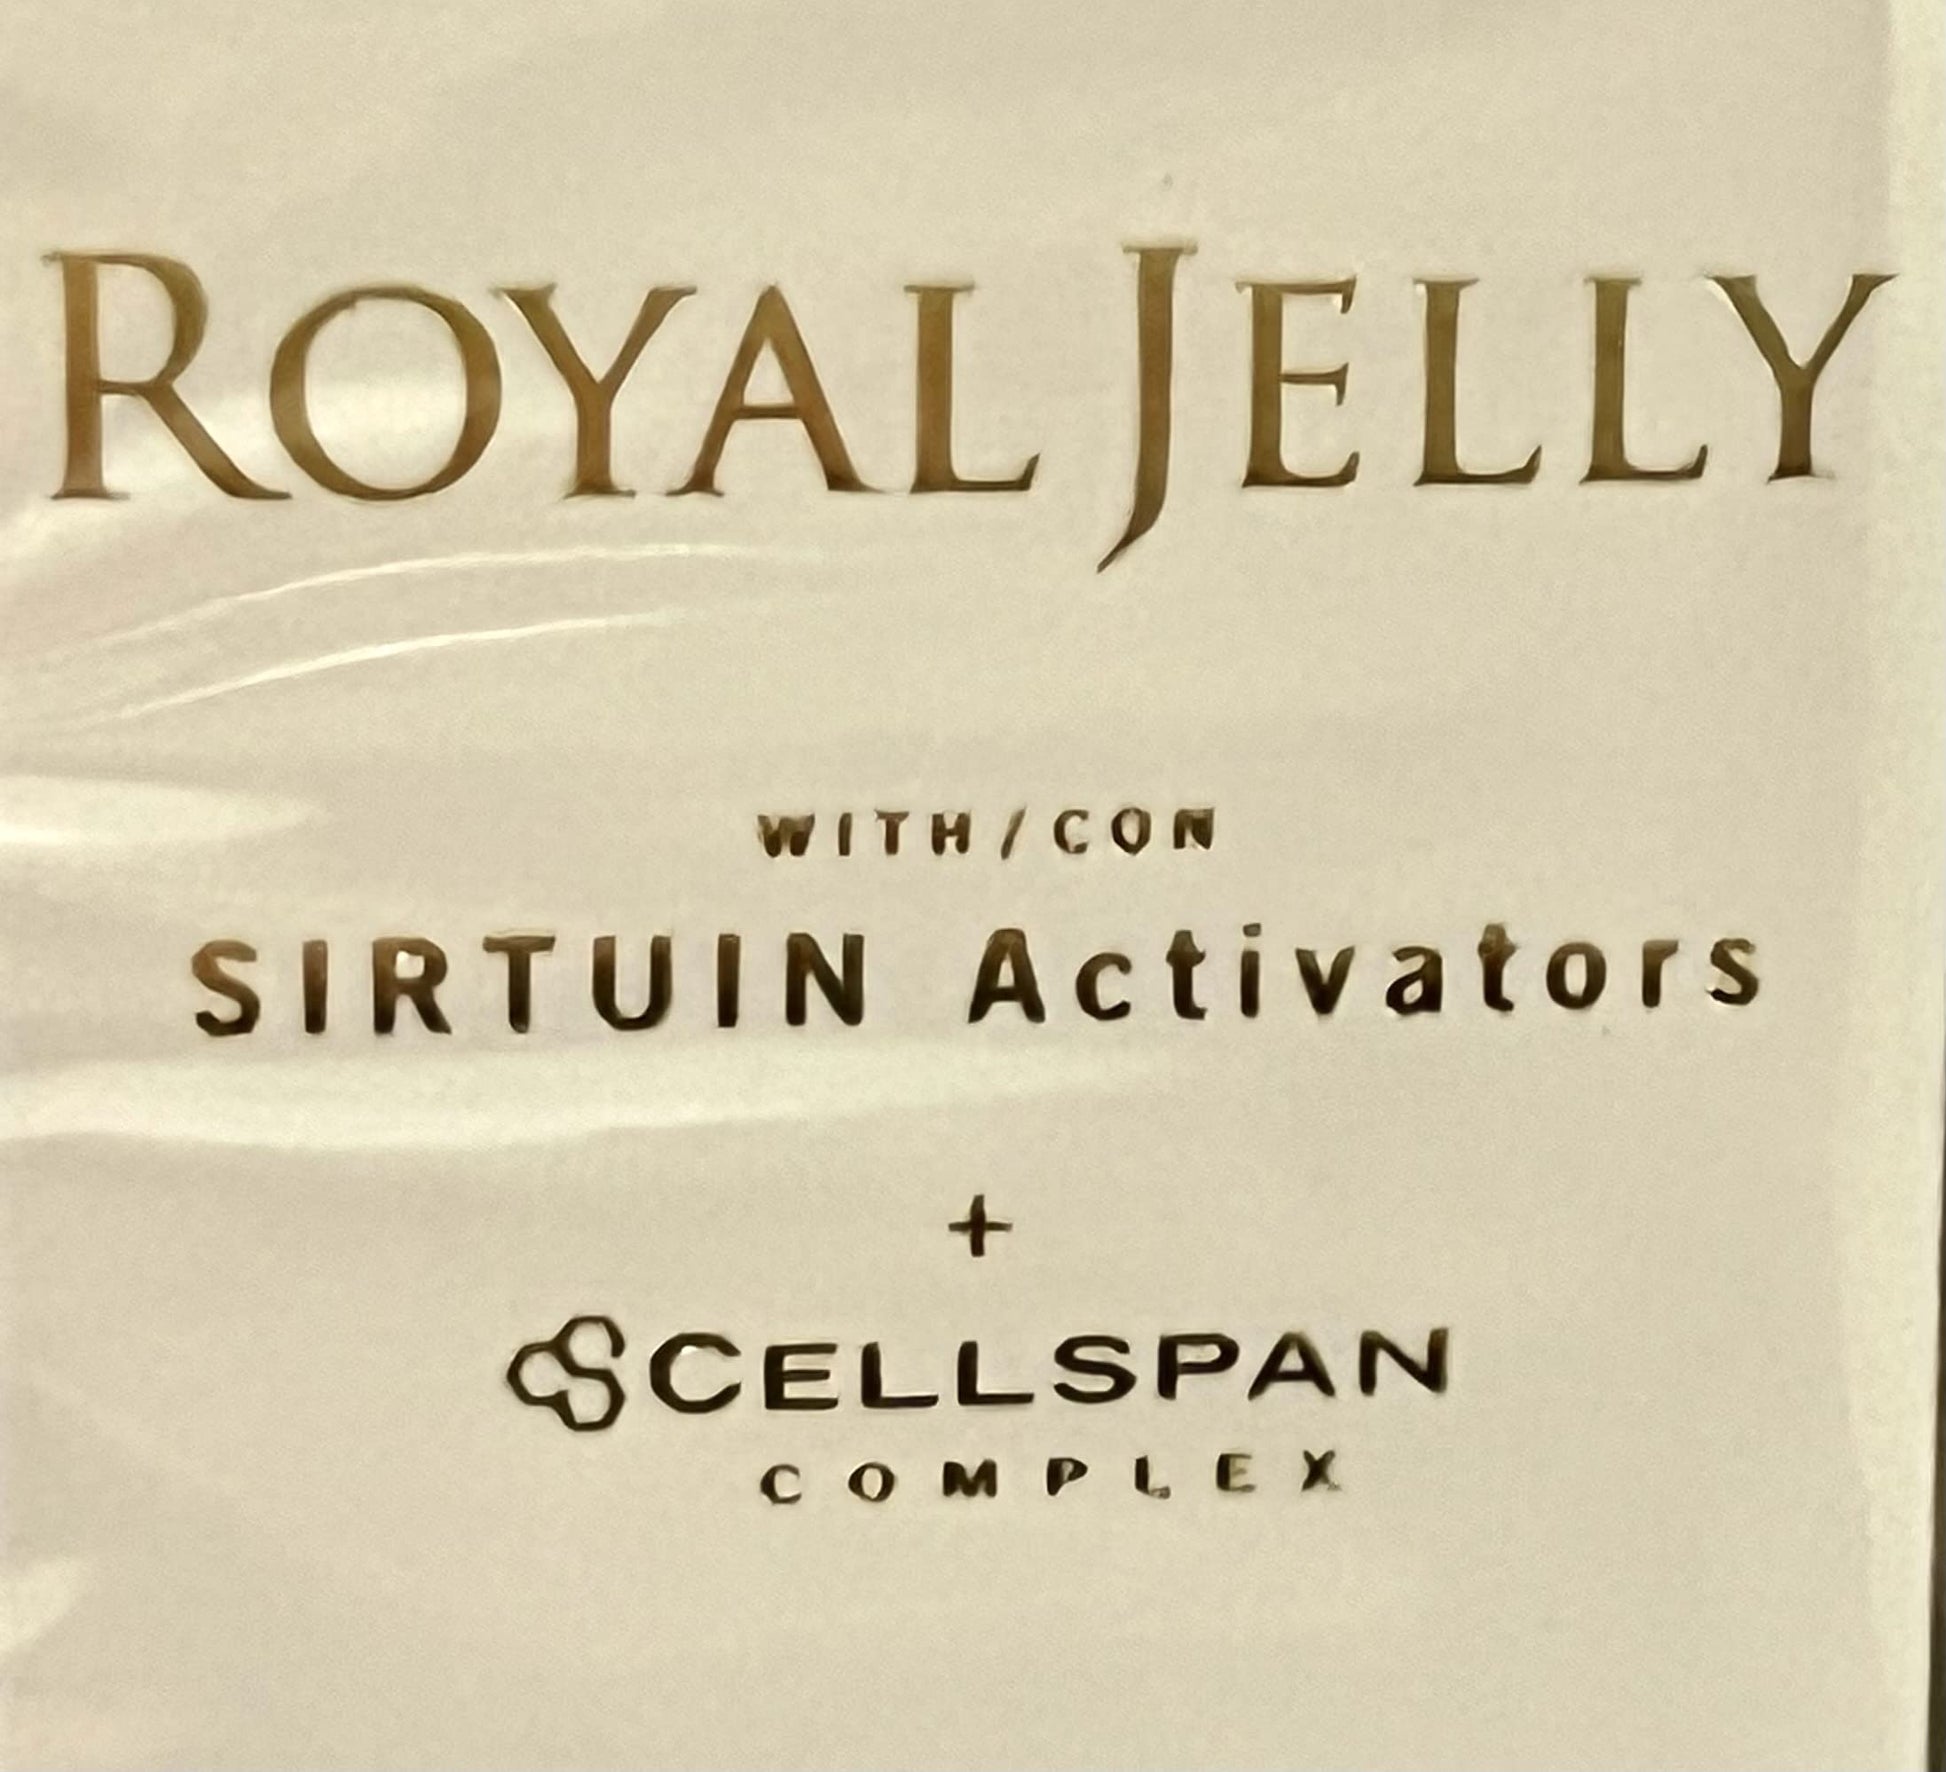 ROYAL JELLY
WITH/CON
SIRTUIN Activators
+
CELLSPAN
COMPLEX